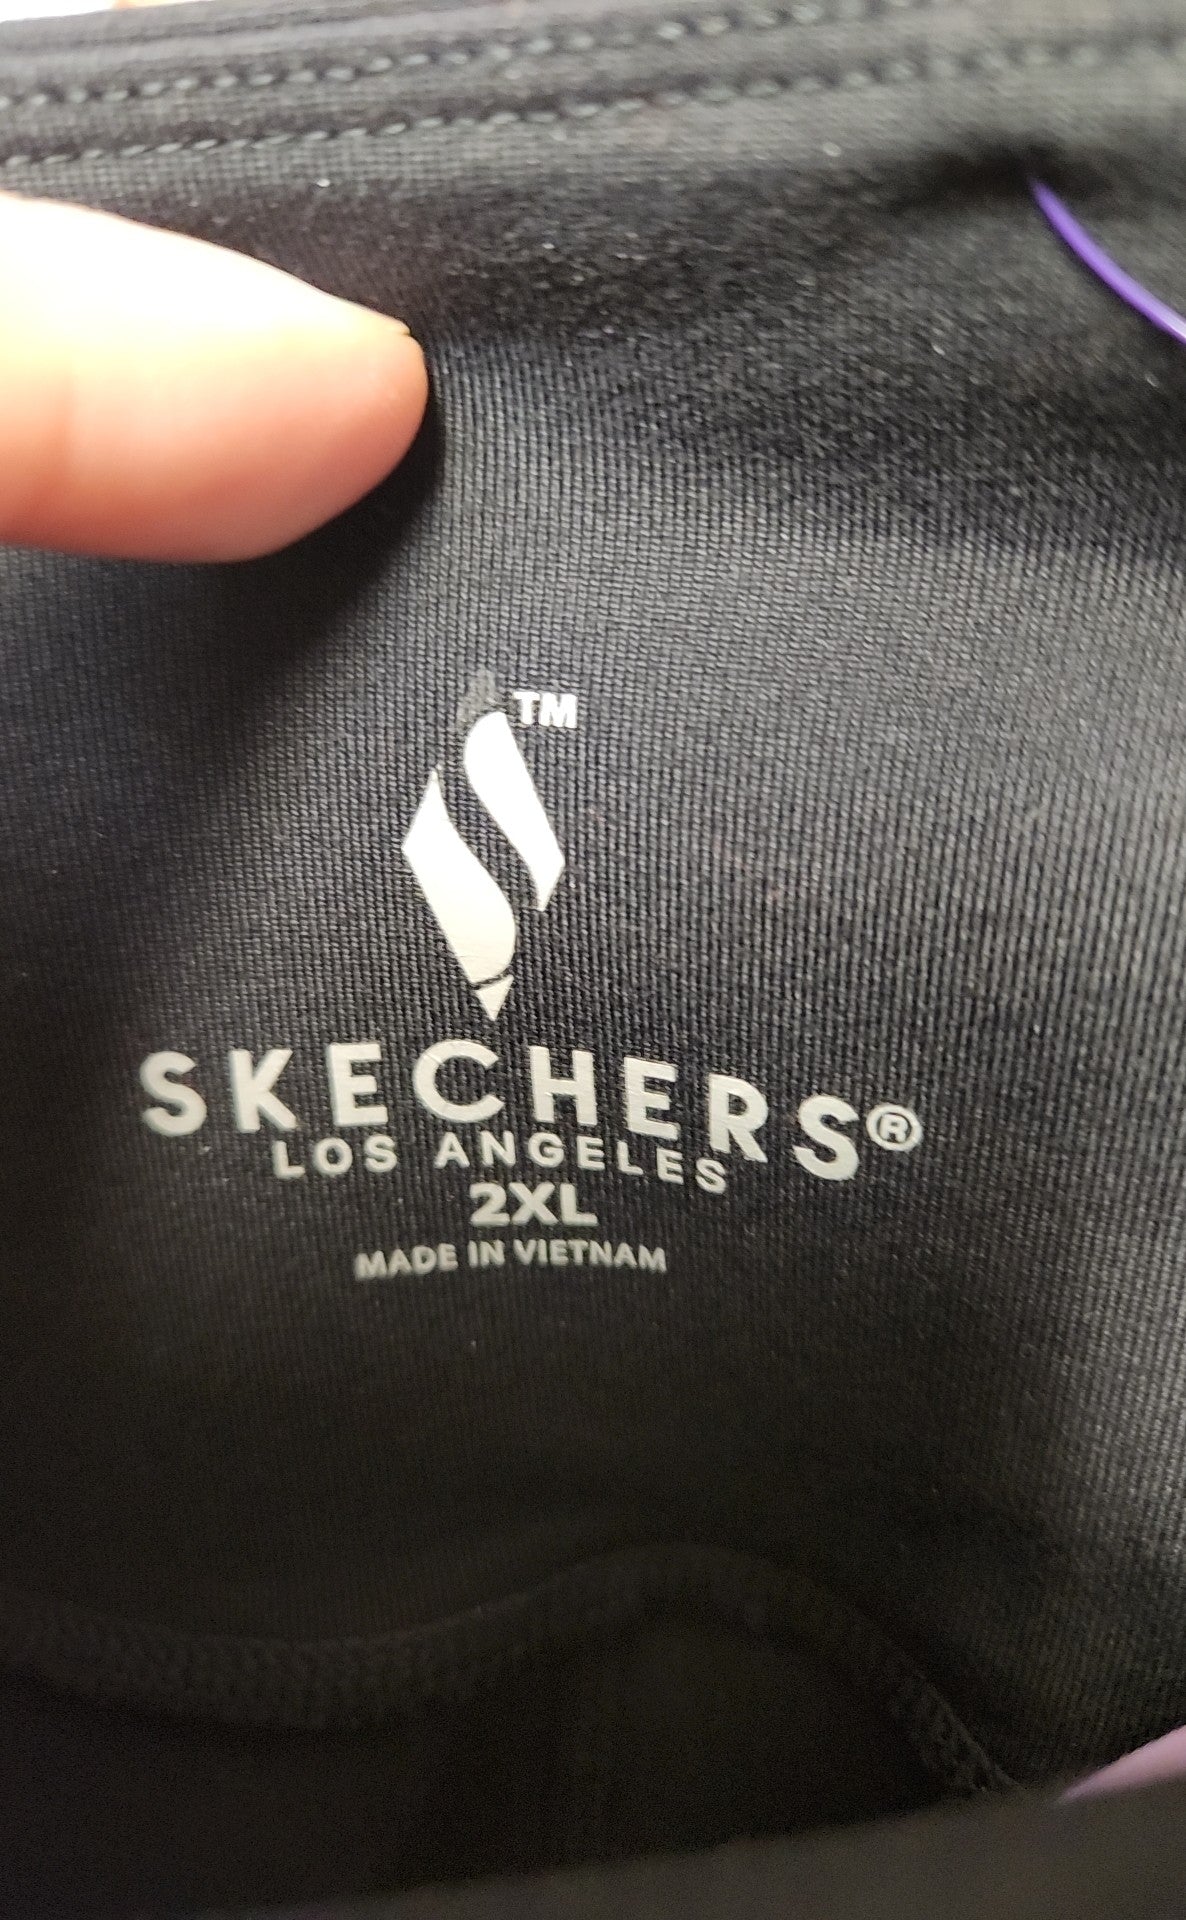 TM
SKECHERS®
LOS ANGELES
2XL
MADE IN VIETNAM